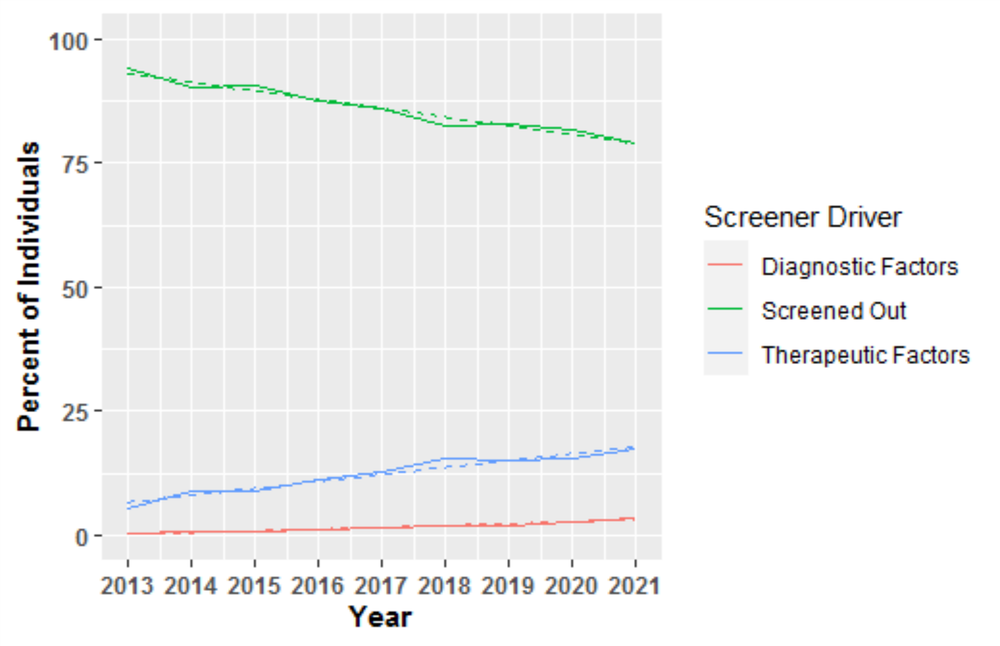 100
75
50
25
0
Percent of Individuals
2013 2014 2015 2016 2017 2018 2019 2020 2021
Year
Screener Driver
Diagnostic Factors
Screened Out
Therapeutic Factors